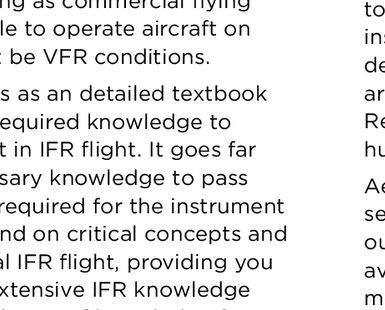 ng as commercial flying
le to operate aircraft on
t be VFR conditions.
s as an detailed textbook
equired knowledge to
t in IFR flight. It goes far
sary knowledge to pass
required for the instrument
nd on critical concepts and
al IFR flight, providing you
xtensive IFR knowledge
to
in
de
ar
Re
hu
Ae
se
ou
av
m